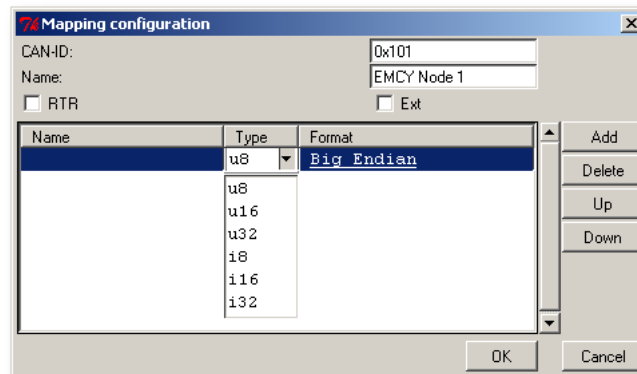 Mapping configuration
CAN-ID: 0x101
Name: EMCY Node 1
RTR Ext
Name Type Format Add
u8 Big Endian
Delete
u8
Up
u16
u32 Down
i8
i16
i32
OK Cancel